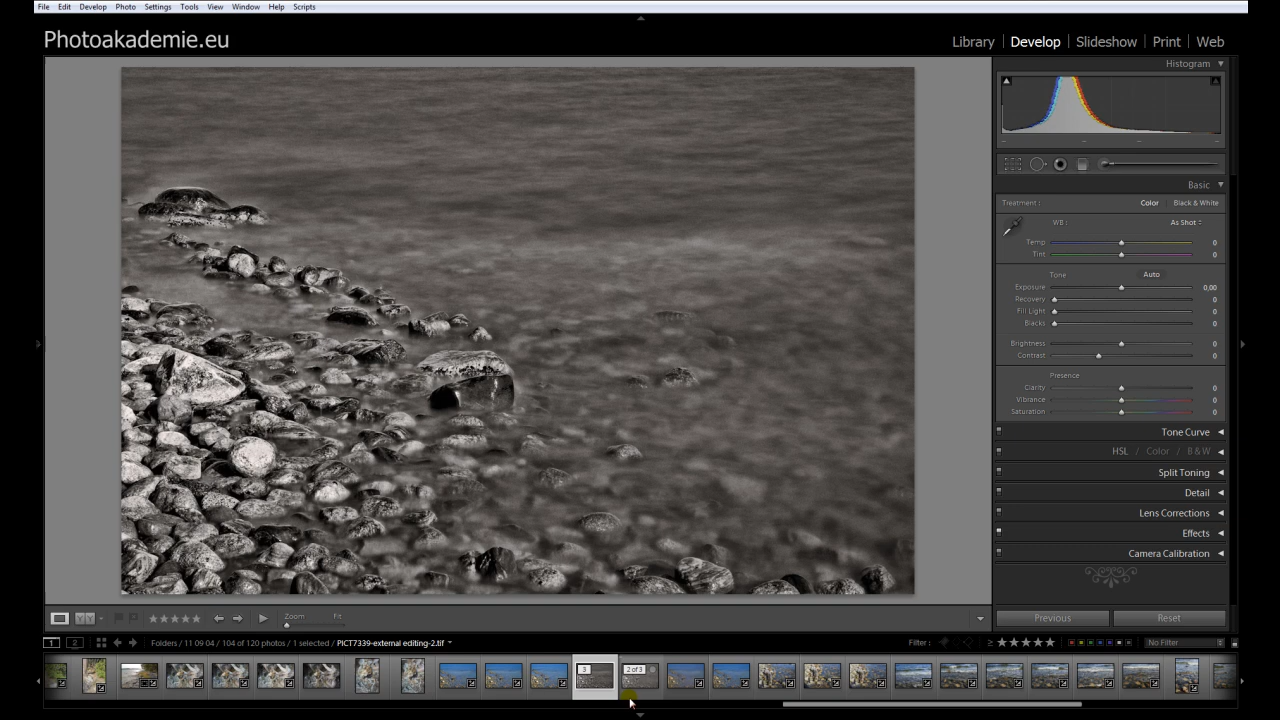 File Edit Develop Photo Settings Tools View Window Help Scripts
Photoakademie.eu
Library | Develop | Slideshow | Print | Web
Histogram
Basic
Treatment : Color Black & White
WB : As Shot
Temp 0
Tint 0
Tone Auto
Exposure 0,00
Recovery 0
Fill Light 0
Blacks 0
Brightness 0
Contrast 0
Presence
Clarity 0
Vibrance 0
Saturation 0
Tone Curve
HSL / Color / B & W
Split Toning
Detail
Lens Corrections
Effects
Camera Calibration
Zoom Fit
Previous Reset
1 2 Folders / 11 09 04 / 104 of 120 photos / 1 selected / PICT7339-external editing-2.tif Filter : No Filter
3 2 of 3